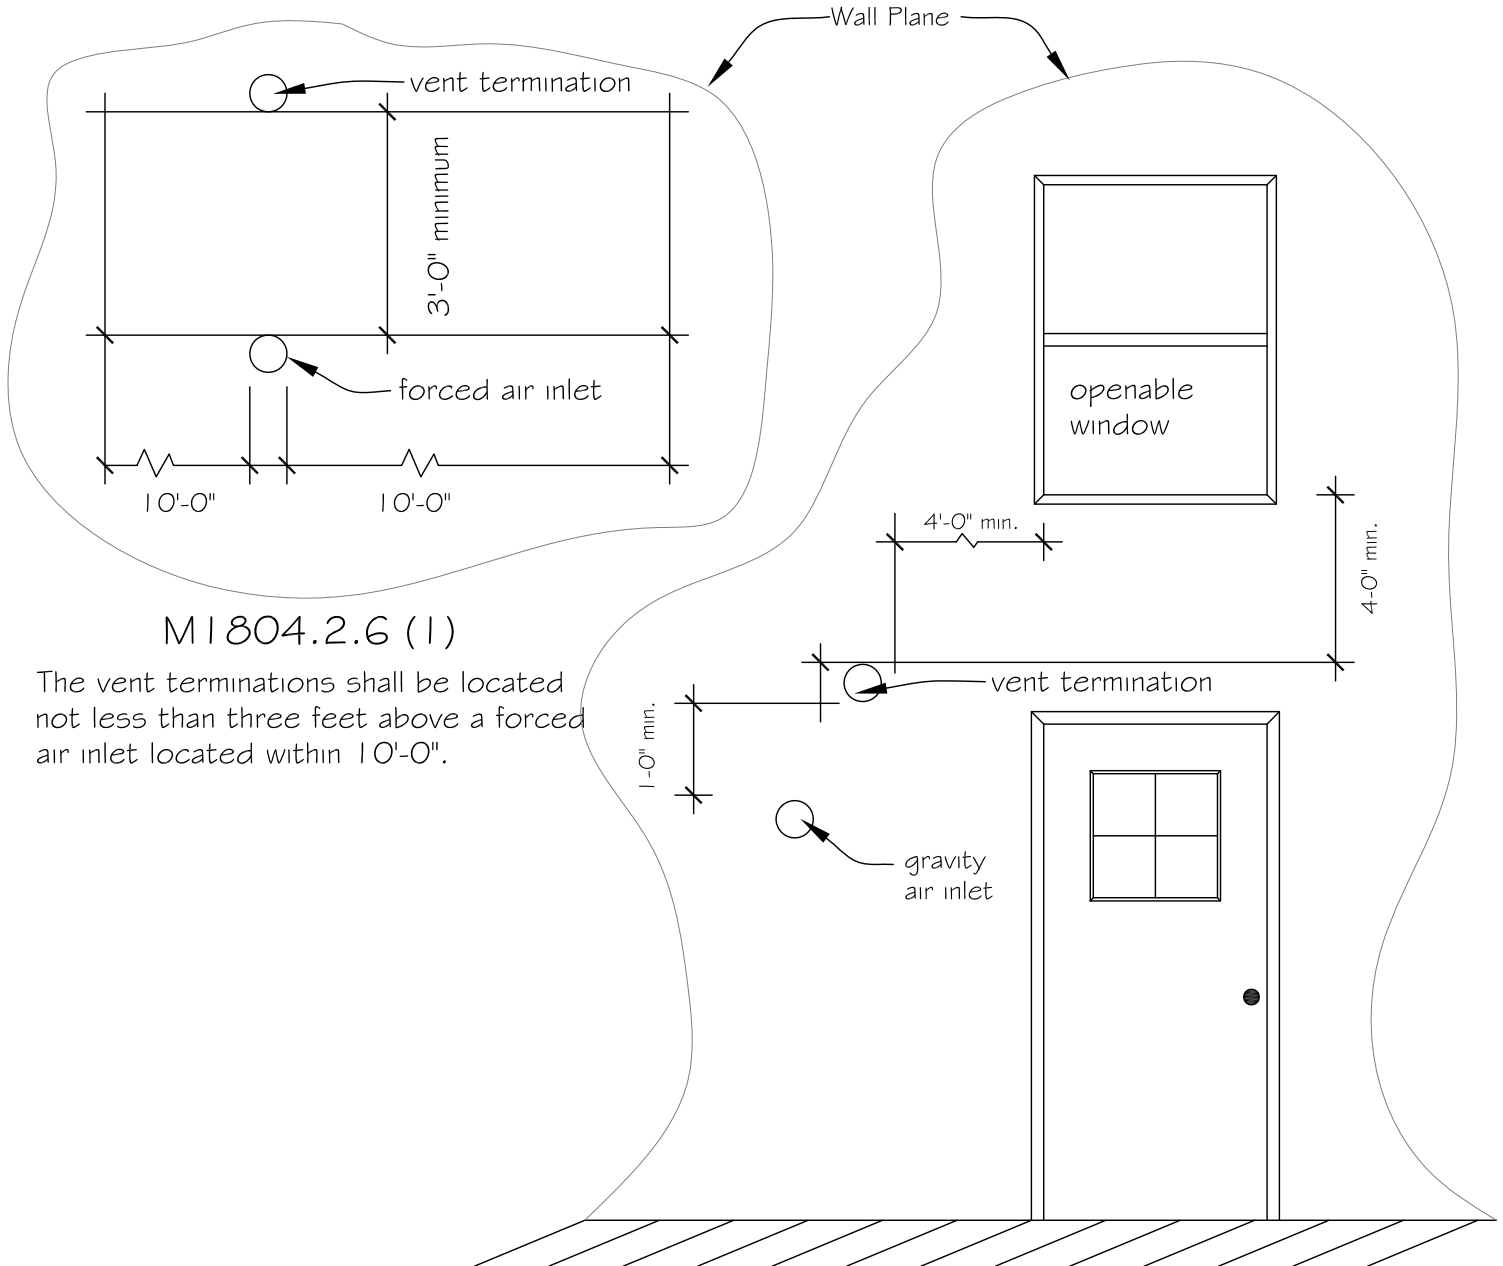 Wall Plane
vent termination
3'-0" minimum
forced air inlet
10'-0"
10'-0"
M1804.2.6 (1)
The vent terminations shall be located
not less than three feet above a forced
air inlet located within 10'-0".
openable
window
4'-0" min.
4-0" min.
vent termination
1-0" min.
gravity
air inlet